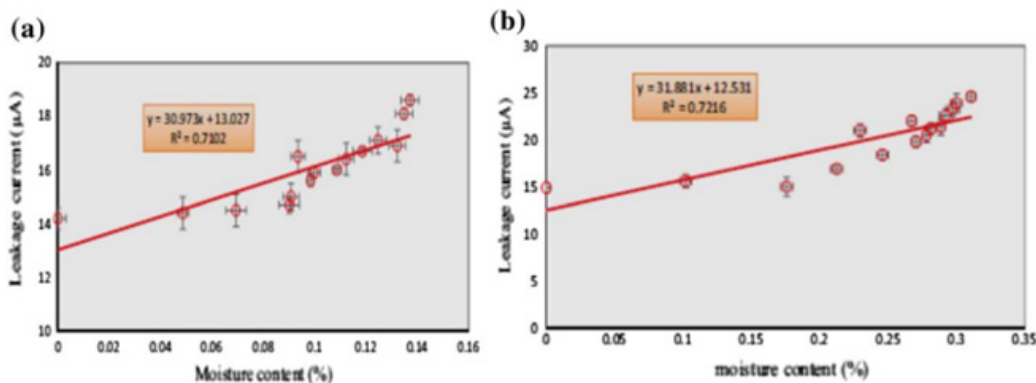 (a)
20
18
16
14
12
10
Leakage current (µA)
y = 30.973x + 13.027
R² = 0.7102
0 0.02 0.04 0.06 0.08 0.1 0.12 0.14 0.16
Moisture content (%)
(b)
30
25
20
15
10
5
0
Leakage current (µA)
y = 31.881x + 12.531
R² = 0.7216
0 0.05 0.1 0.15 0.2 0.25 0.3 0.35
moisture content (%)